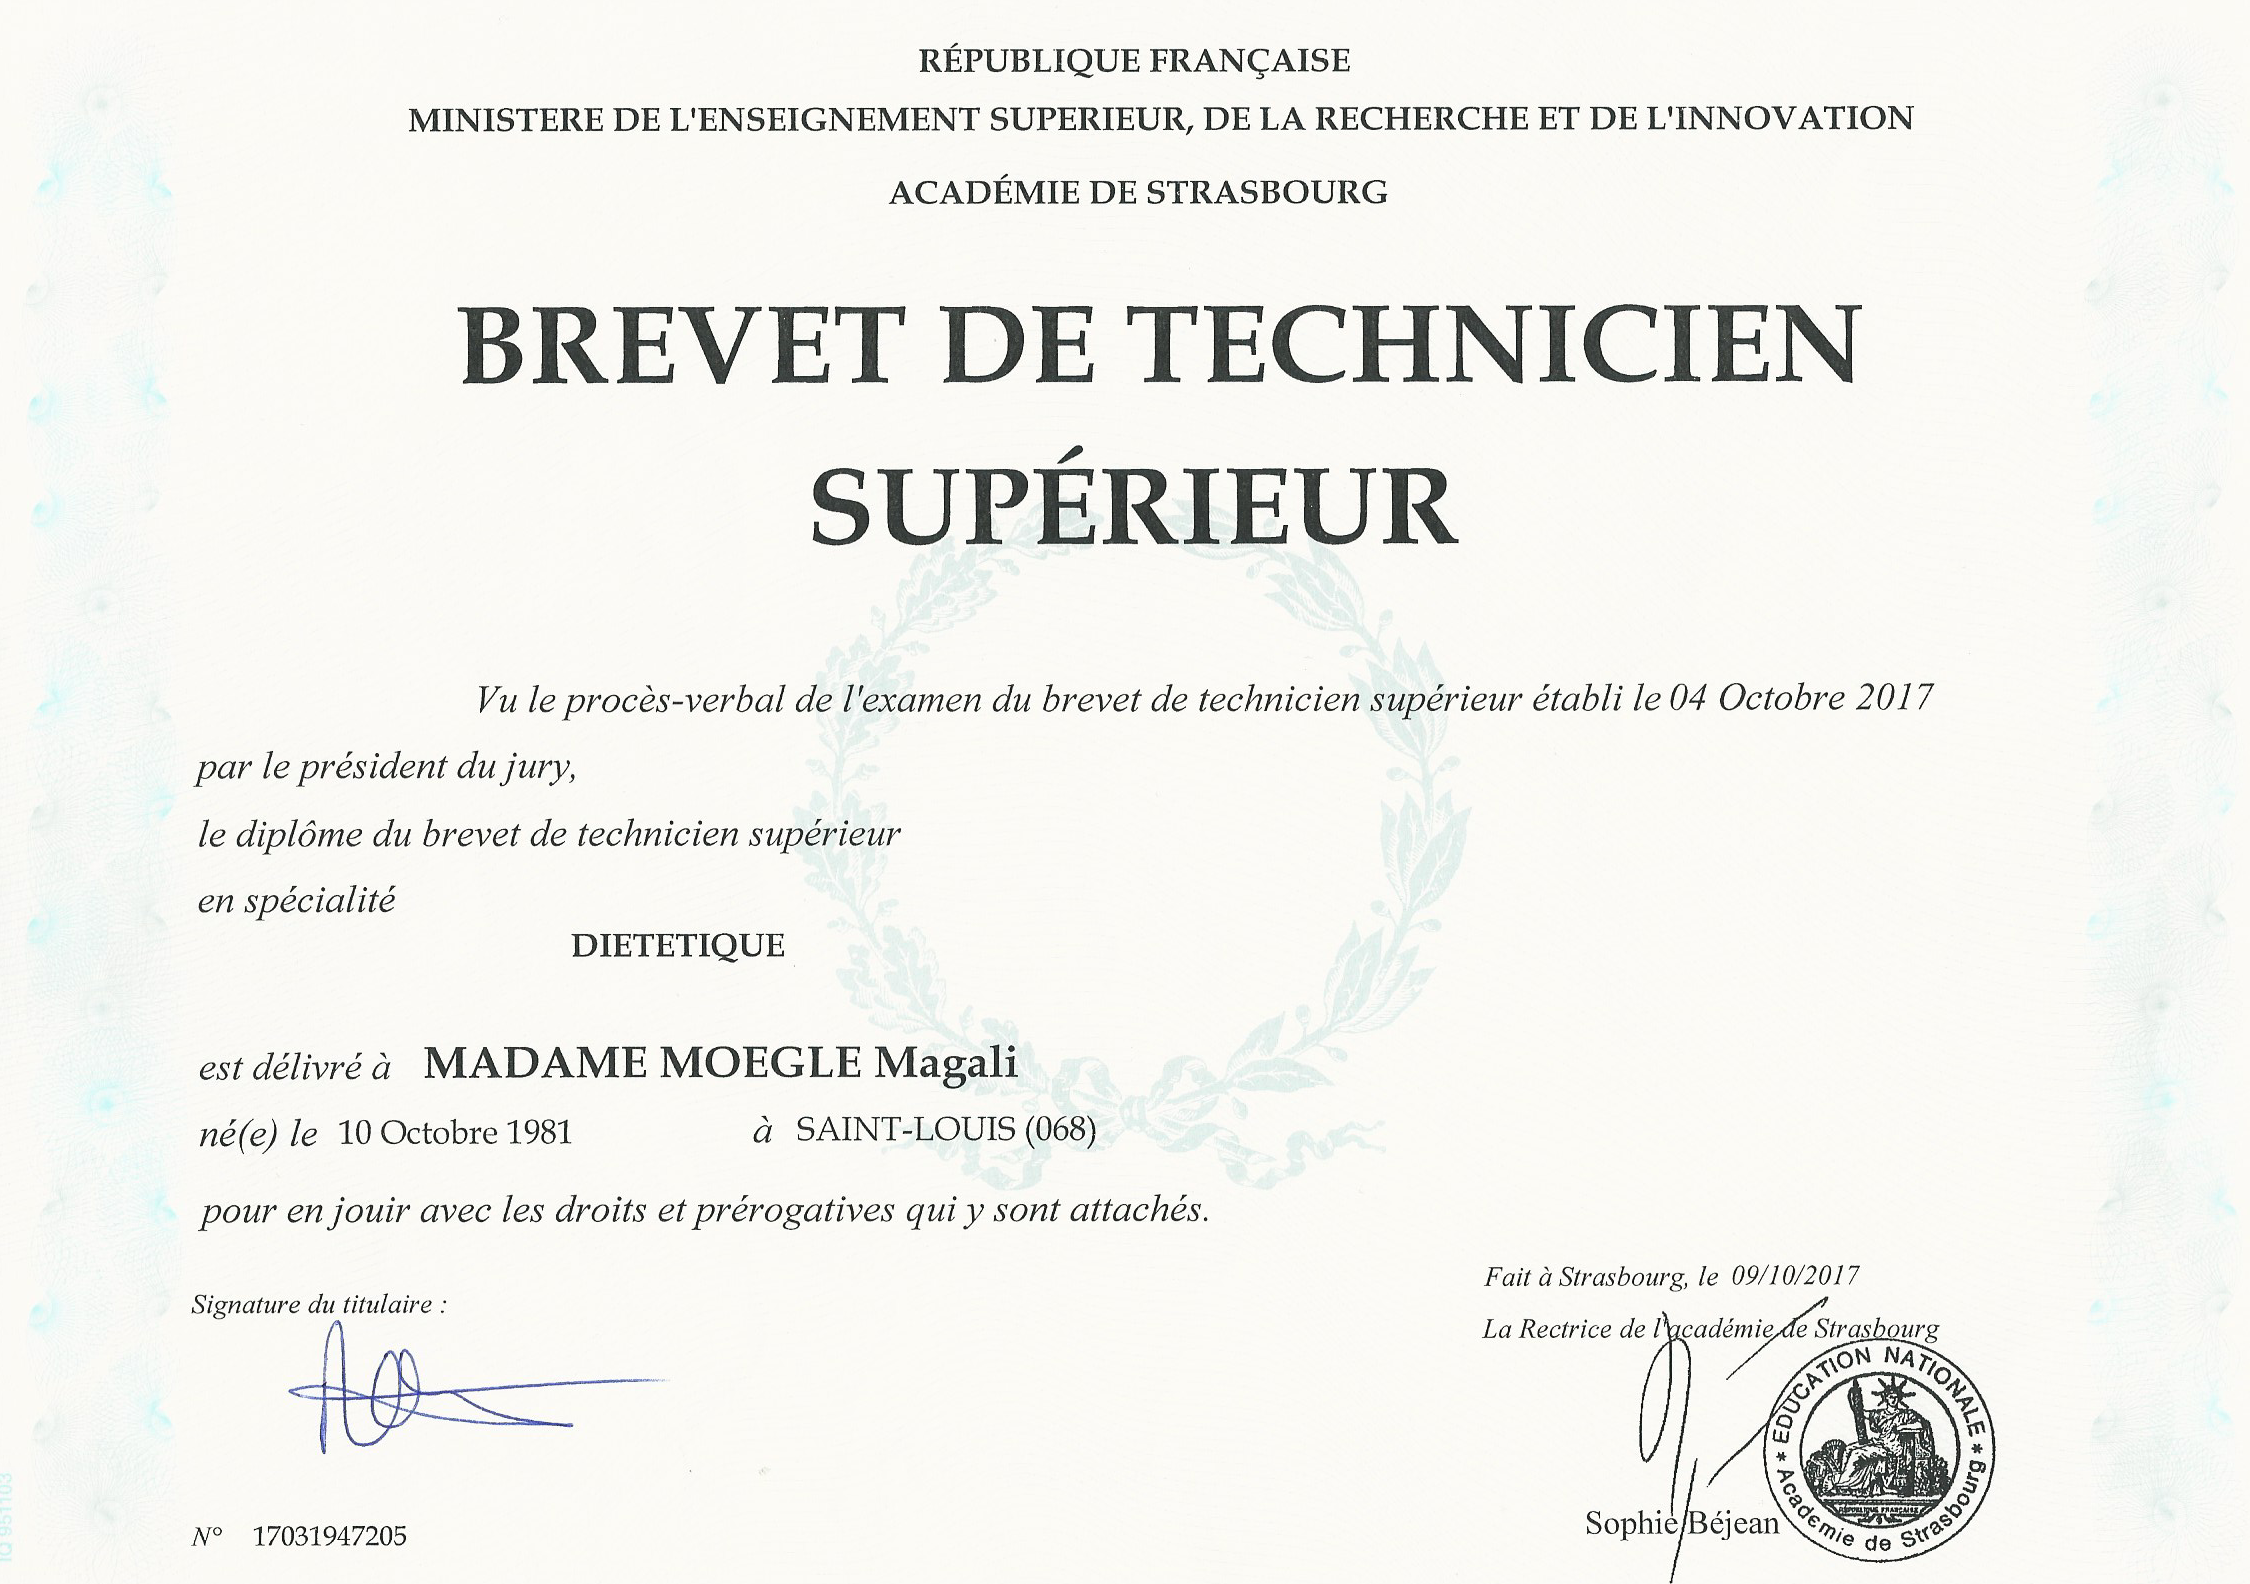 RÉPUBLIQUE FRANÇAISE
MINISTERE DE L'ENSEIGNEMENT SUPERIEUR, DE LA RECHERCHE ET DE L'INNOVATION
ACADÉMIE DE STRASBOURG
BREVET DE TECHNICIEN
SUPÉRIEUR
Vu le procès-verbal de l'examen du brevet de technicien supérieur établi le 04 Octobre 2017
par le président du jury,
le diplôme du brevet de technicien supérieur
en spécialité
DIETETIQUE
est délivré à MADAME MOEGLE Magali
né(e) le 10 Octobre 1981 à SAINT-LOUIS (068)
pour en jouir avec les droits et prérogatives qui y sont attachés.
Fait à Strasbourg, le 09/10/2017
Signature du titulaire :
La Rectrice de l'académie de Strasbourg
* EDUCATION NATIONALE *
Académie de Strasbourg
RÉPUBLIQUE FRANÇAISE
Sophie Béjean
N° 17031947205
IQ 951103